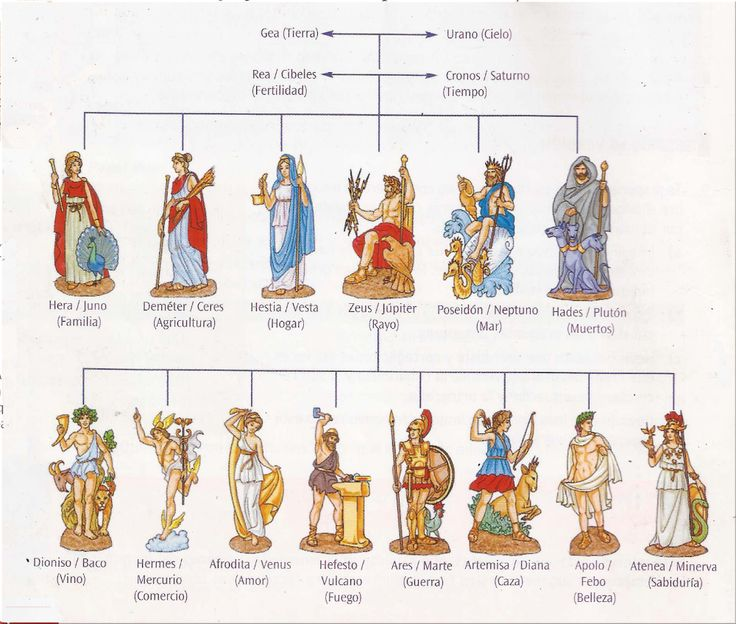 Gea (Tierra) Urano (Cielo)
Rea / Cibeles Cronos / Saturno
(Fertilidad) (Tiempo)
Hera / Juno
(Familia)
Deméter / Ceres
(Agricultura)
Hestia / Vesta
(Hogar)
Zeus / Júpiter
(Rayo)
Poseidón / Neptuno
(Mar)
Hades / Plutón
(Muertos)
Dioniso / Baco
(Vino)
Hermes /
Mercurio
(Comercio)
Afrodita / Venus
(Amor)
Hefesto /
Vulcano
(Fuego)
Ares / Marte
(Guerra)
Artemisa / Diana
(Caza)
Apolo /
Febo
(Belleza)
Atenea / Minerva
(Sabiduría)